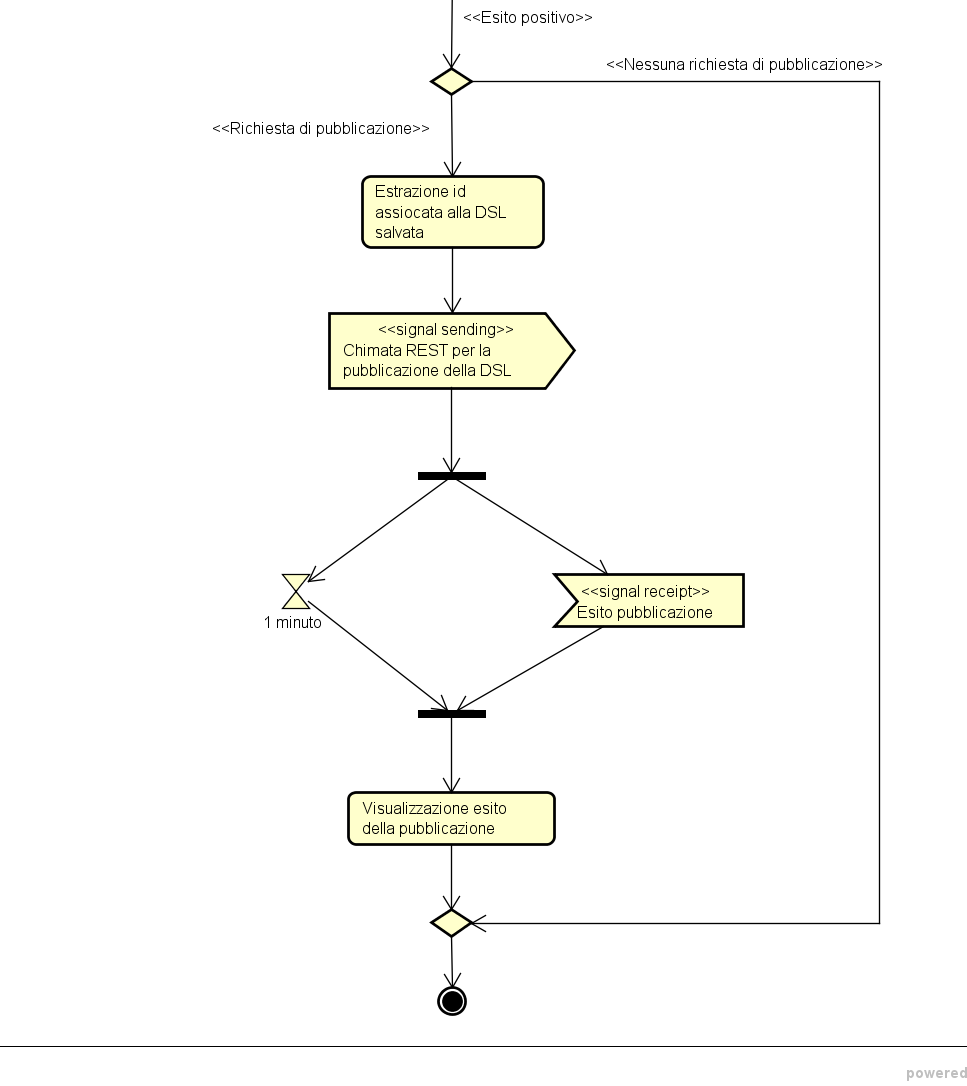 <<Esito positivo>>
<<Nessuna richiesta di pubblicazione>>
<<Richiesta di pubblicazione>>
Estrazione id
assiocata alla DSL
salvata
<<signal sending>>
Chimata REST per la
pubblicazione della DSL
<<signal receipt>>
Esito pubblicazione
1 minuto
Visualizzazione esito
della pubblicazione
powered